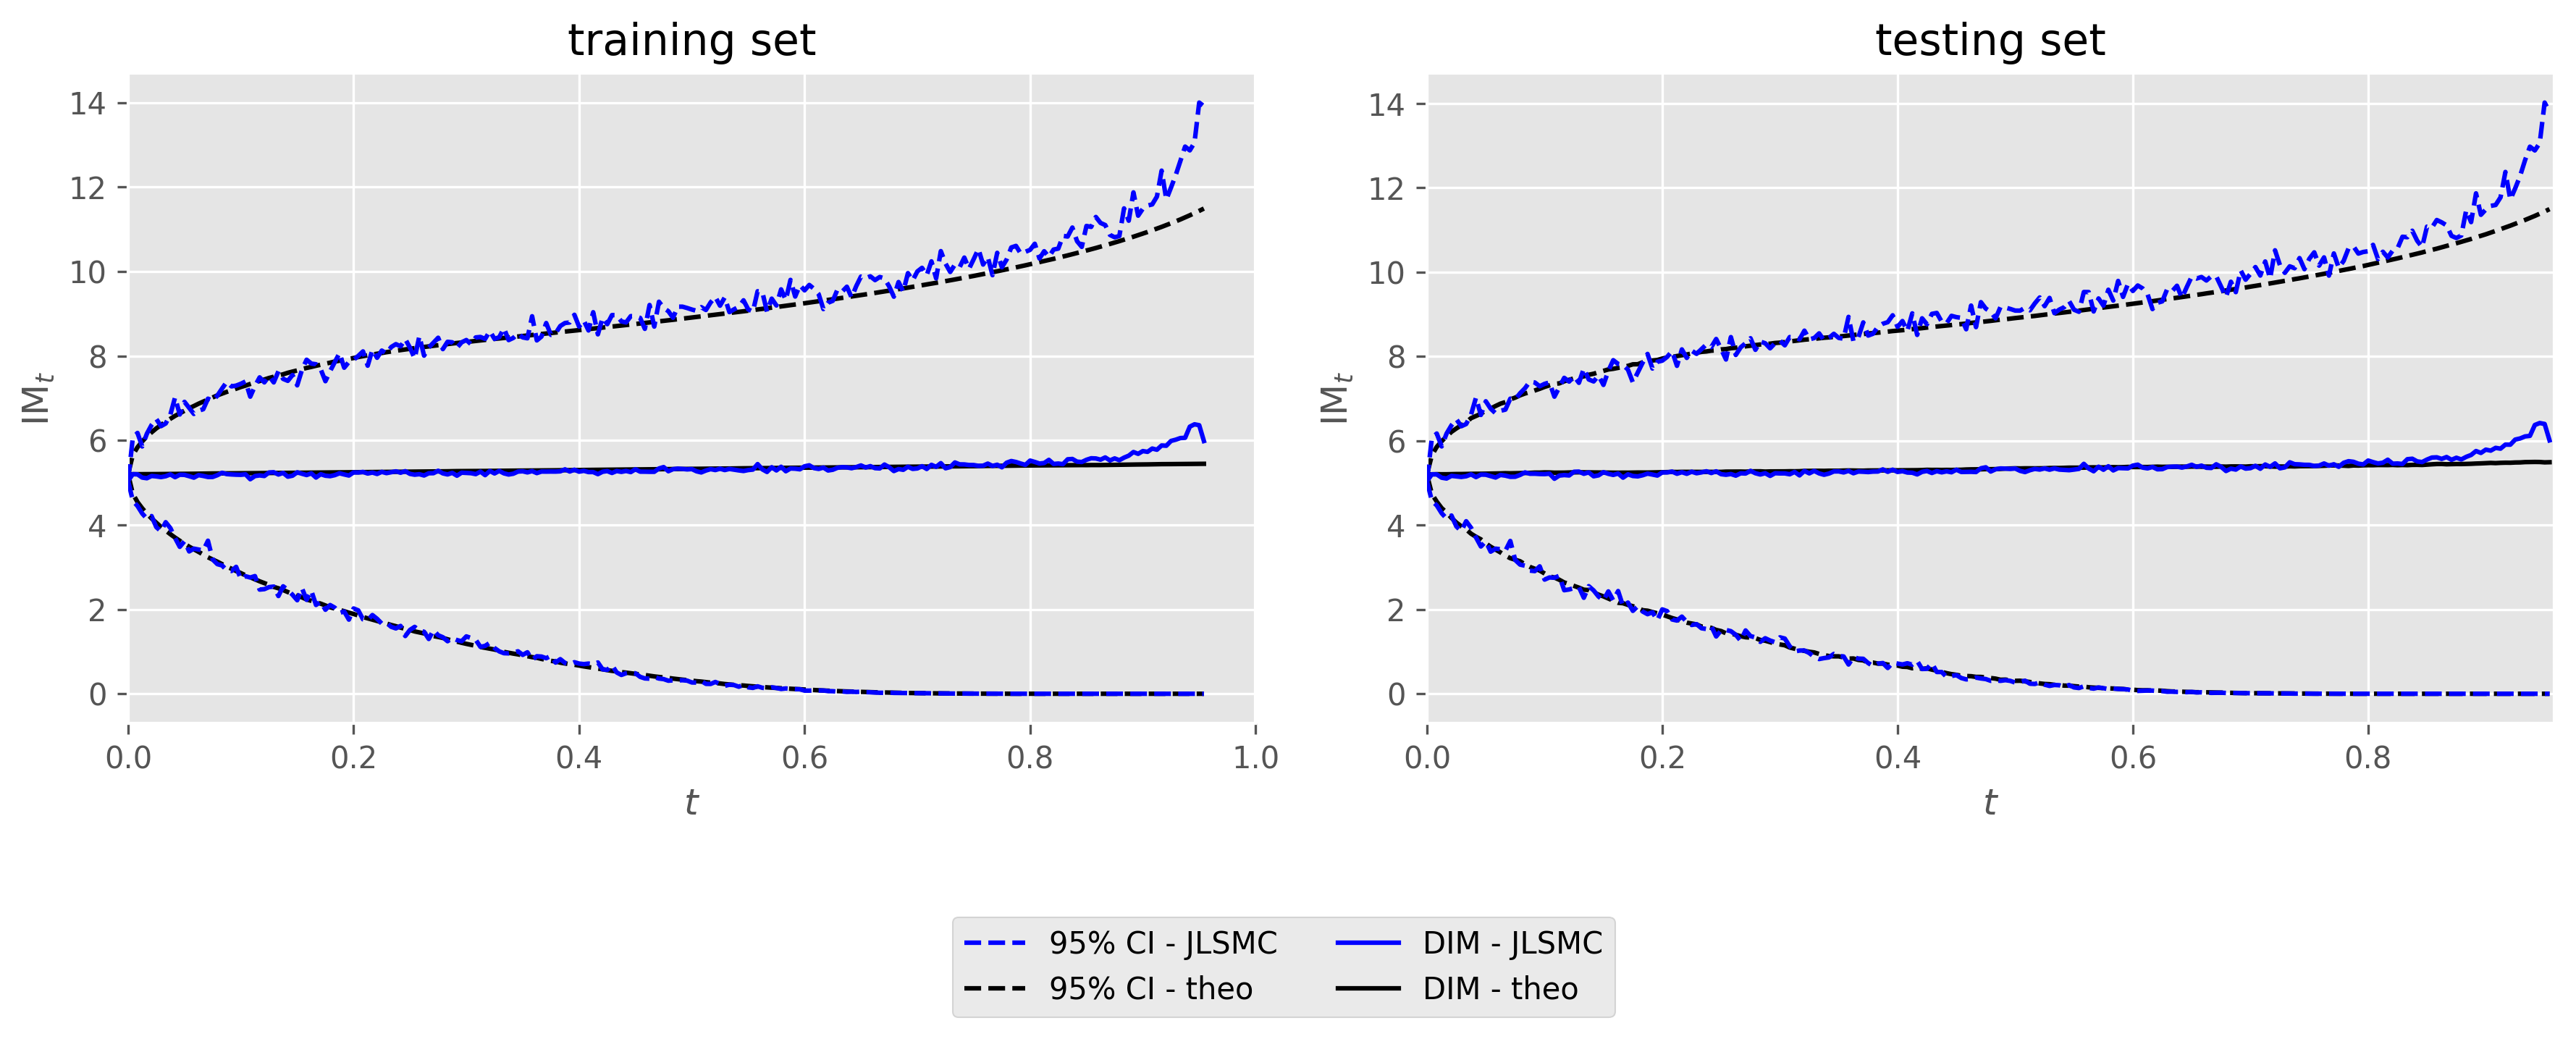 training set
14
12
10
8
6
4
2
0
IM_t
0.0 0.2 0.4 0.6 0.8 1.0
t
testing set
14
12
10
8
6
4
2
0
IM_t
0.0 0.2 0.4 0.6 0.8
t
95% CI - JLSMC DIM - JLSMC
95% CI - theo DIM - theo